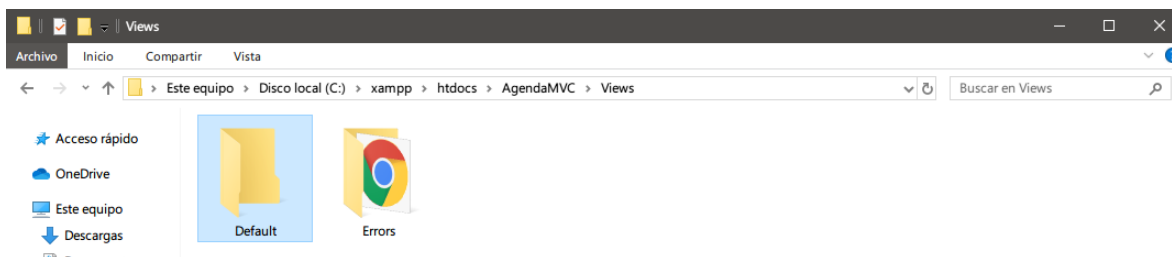 Views
Archivo Inicio Compartir Vista
Este equipo > Disco local (C:) > xampp > htdocs > AgendaMVC > Views Buscar en Views
Acceso rápido
OneDrive
Este equipo
Descargas
Default Errors